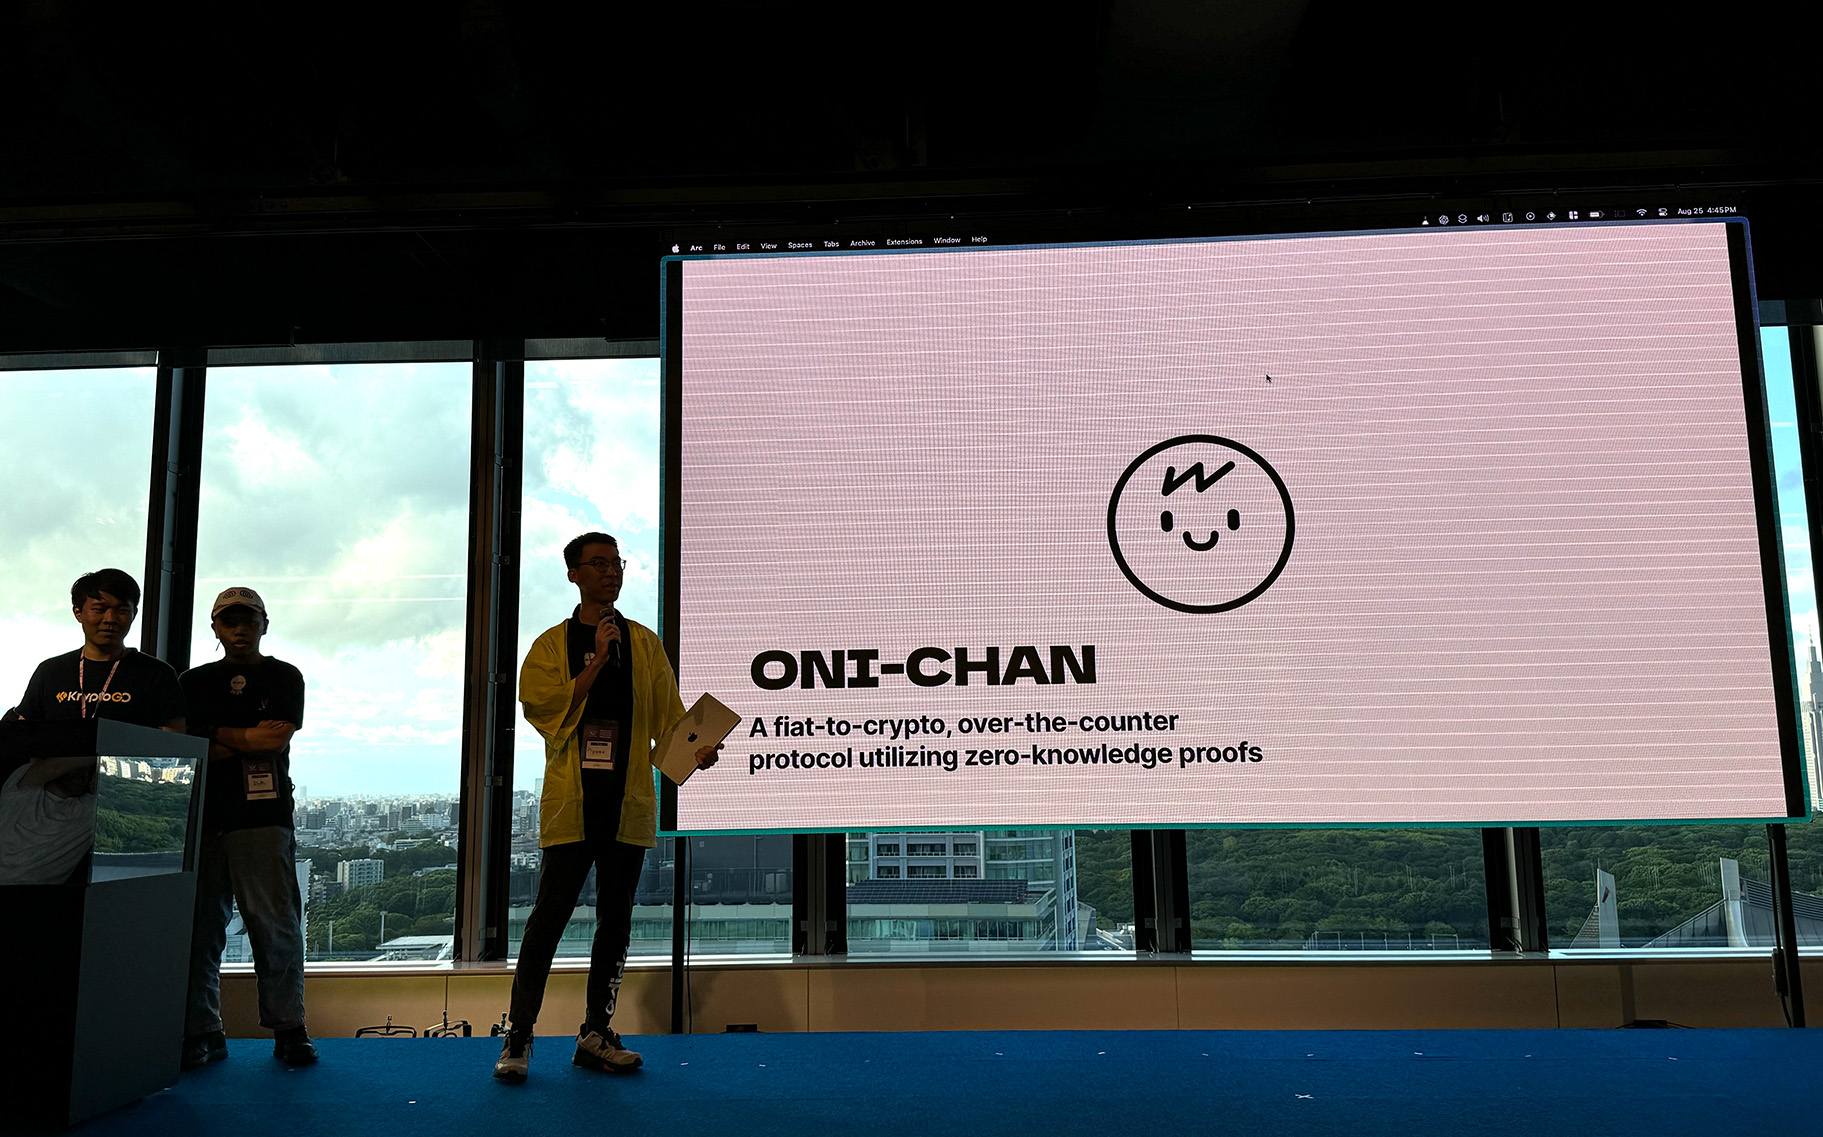 Arc File Edit View Spaces Tabs Archive Extensions Window Help
Aug 25 4:45PM
ONI-CHAN
A fiat-to-crypto, over-the-counter
protocol utilizing zero-knowledge proofs
KryptoGO